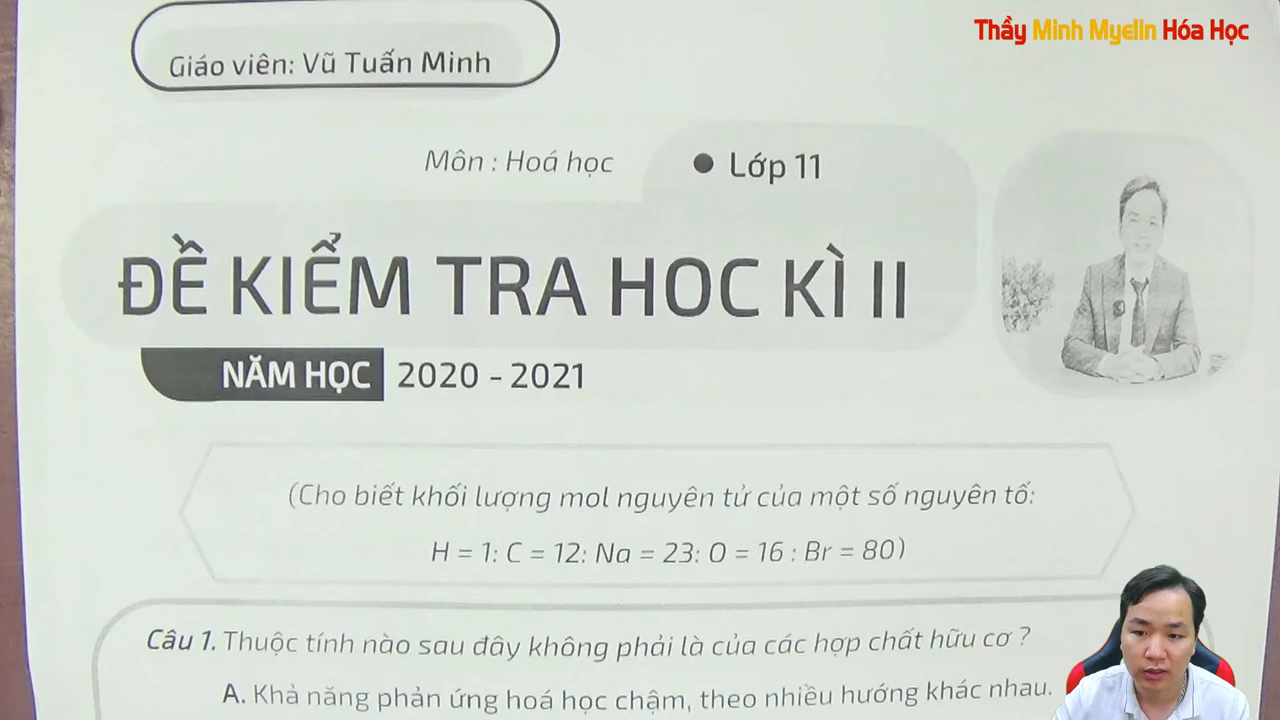 Thầy Minh Myelin Hóa Học
Giáo viên: Vũ Tuấn Minh
Môn : Hoá học
Lớp 11
ĐỀ KIỂM TRA HOC KÌ II
NĂM HỌC 2020 - 2021
(Cho biết khối lượng mol nguyên tử của một số nguyên tố:
H = 1: C = 12: Na = 23: O = 16 : Br = 80)
Câu 1. Thuộc tính nào sau đây không phải là của các hợp chất hữu cơ ?
A. Khả năng phản ứng hoá học chậm, theo nhiều hướng khác nhau.